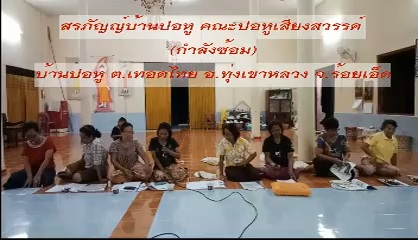 สรภัญญ์บ้านปอหู คณะปอหูเสียงสวรรค์
(กำลังซ้อม)
บ้านปอหู ต.เทอดไทย อ.ทุ่งเขาหลวง จ.ร้อยเอ็ด